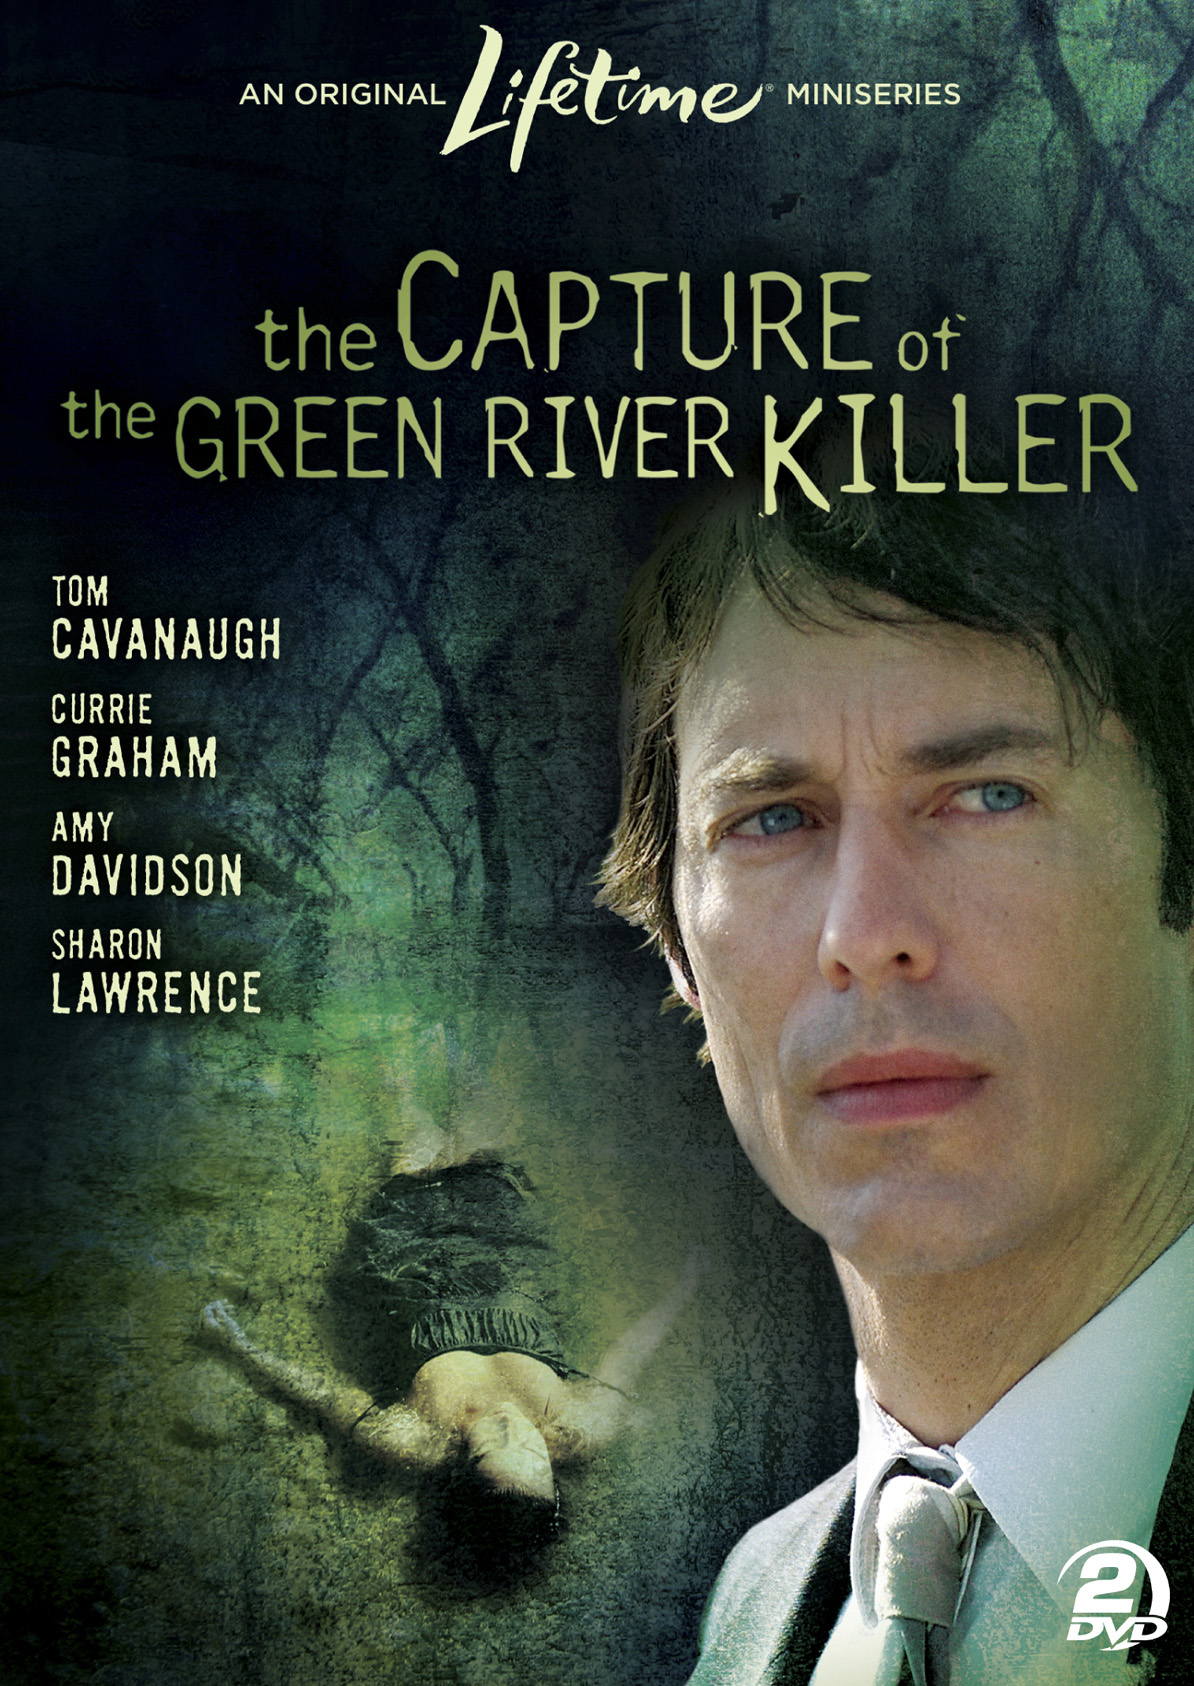 AN ORIGINAL Lifetime® MINISERIES
the CAPTURE of
the GREEN RIVER KILLER
TOM
CAVANAUGH
CURRIE
GRAHAM
AMY
DAVIDSON
SHARON
LAWRENCE
2
DVD